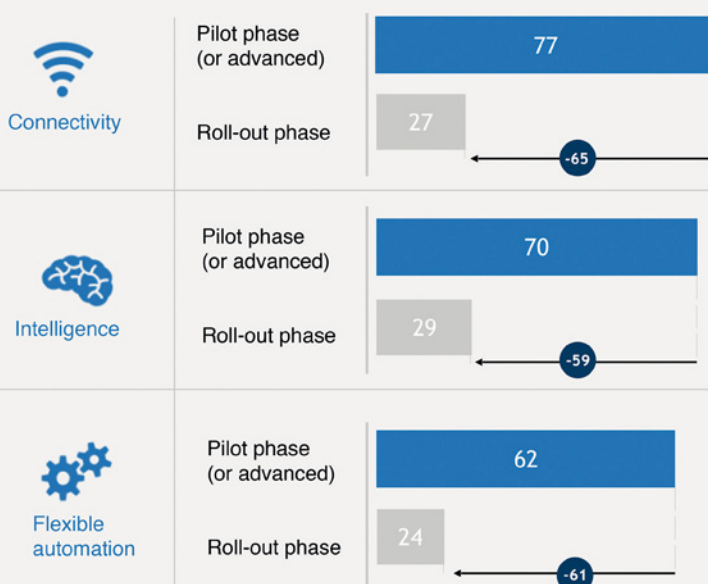 Connectivity
Pilot phase
(or advanced)
77
Roll-out phase
27
-65
Intelligence
Pilot phase
(or advanced)
70
Roll-out phase
29
-59
Flexible
automation
Pilot phase
(or advanced)
62
Roll-out phase
24
-61